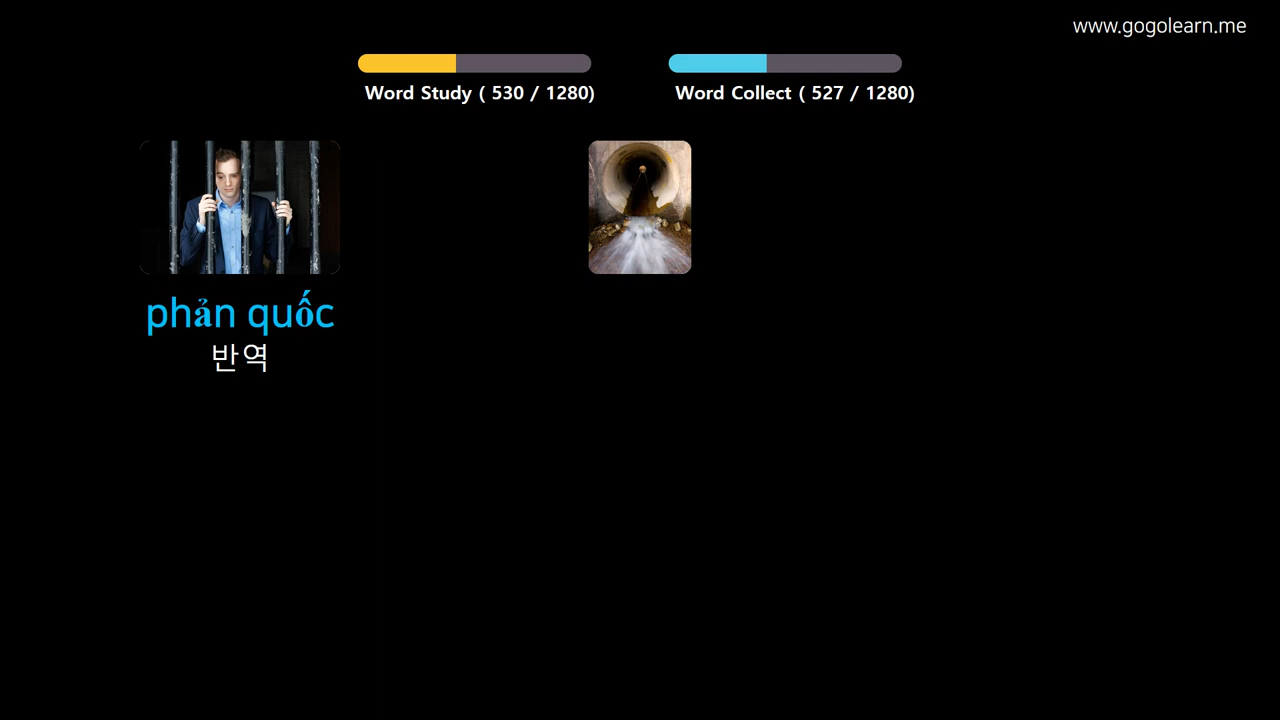 www.gogolearn.me
Word Study ( 530 / 1280)
Word Collect ( 527 / 1280)
phản quốc
반역